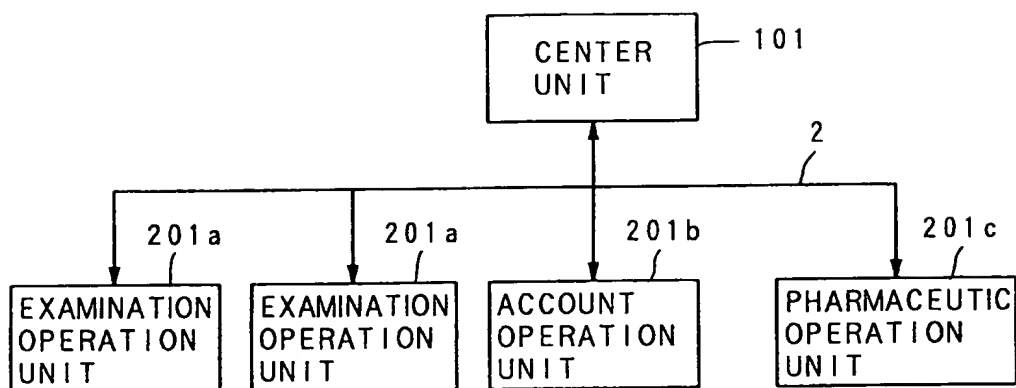 CENTER
UNIT
101
2
201a
201a
201b
201c
EXAMINATION
OPERATION
UNIT
EXAMINATION
OPERATION
UNIT
ACCOUNT
OPERATION
UNIT
PHARMACEUTIC
OPERATION
UNIT